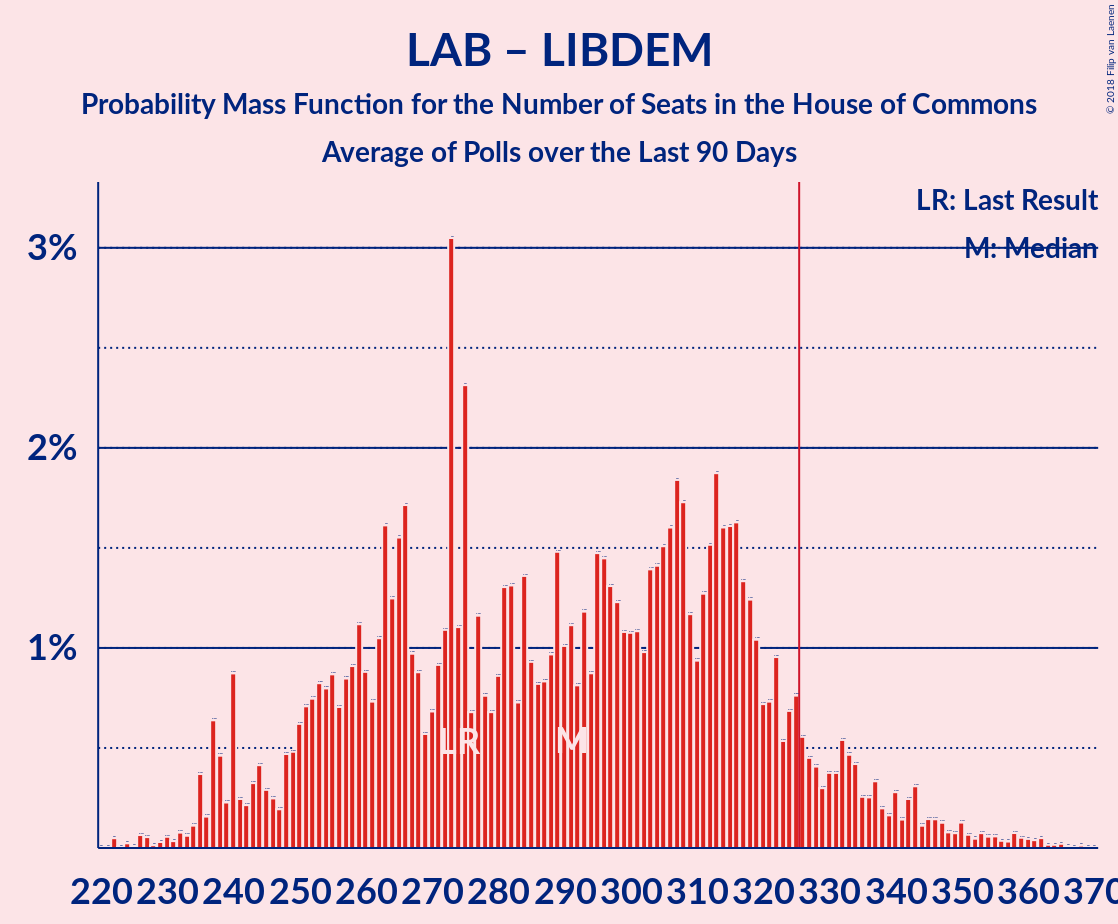 LAB – LIBDEM
Probability Mass Function for the Number of Seats in the House of Commons
Average of Polls over the Last 90 Days
© 2018 Filip van Laenen
LR: Last Result
M: Median
3%
2%
1%
LR M
220 230 240 250 260 270 280 290 300 310 320 330 340 350 360 370